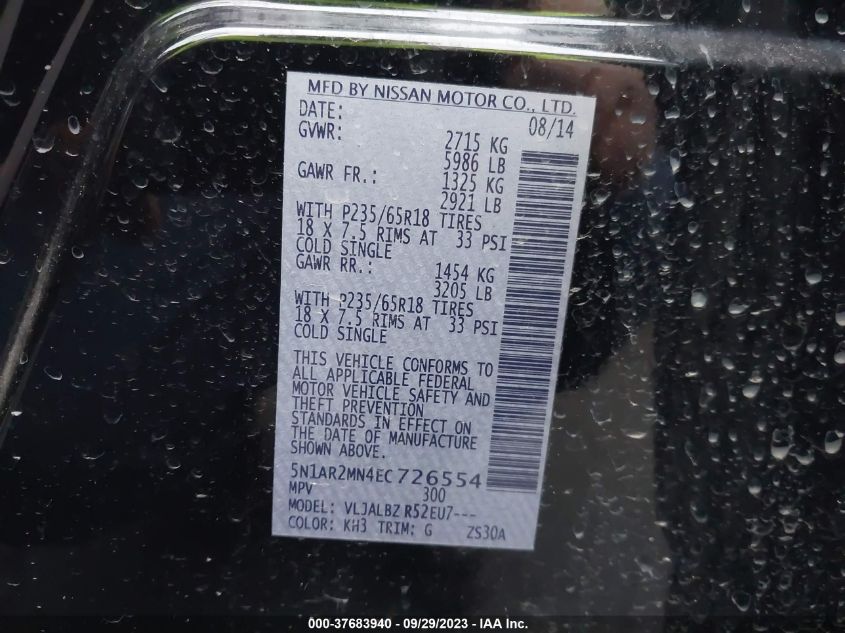 MFD BY NISSAN MOTOR CO., LTD.
DATE: 08/14
GVWR: 2715 KG
5986 LB
GAWR FR.: 1325 KG
2921 LB
WITH P235/65R18 TIRES
18 X 7.5 RIMS AT 33 PSI
COLD SINGLE
GAWR RR.: 1454 KG
3205 LB
WITH P235/65R18 TIRES
18 X 7.5 RIMS AT 33 PSI
COLD SINGLE
THIS VEHICLE CONFORMS TO
ALL APPLICABLE FEDERAL
MOTOR VEHICLE SAFETY AND
THEFT PREVENTION
STANDARDS IN EFFECT ON
THE DATE OF MANUFACTURE
SHOWN ABOVE.
5N1AR2MN4EC726554
MPV 300
MODEL: VLJALBZ R52EU7---
COLOR: KH3 TRIM: G ZS30A
000-37683940 - 09/29/2023 - IAAI Inc.